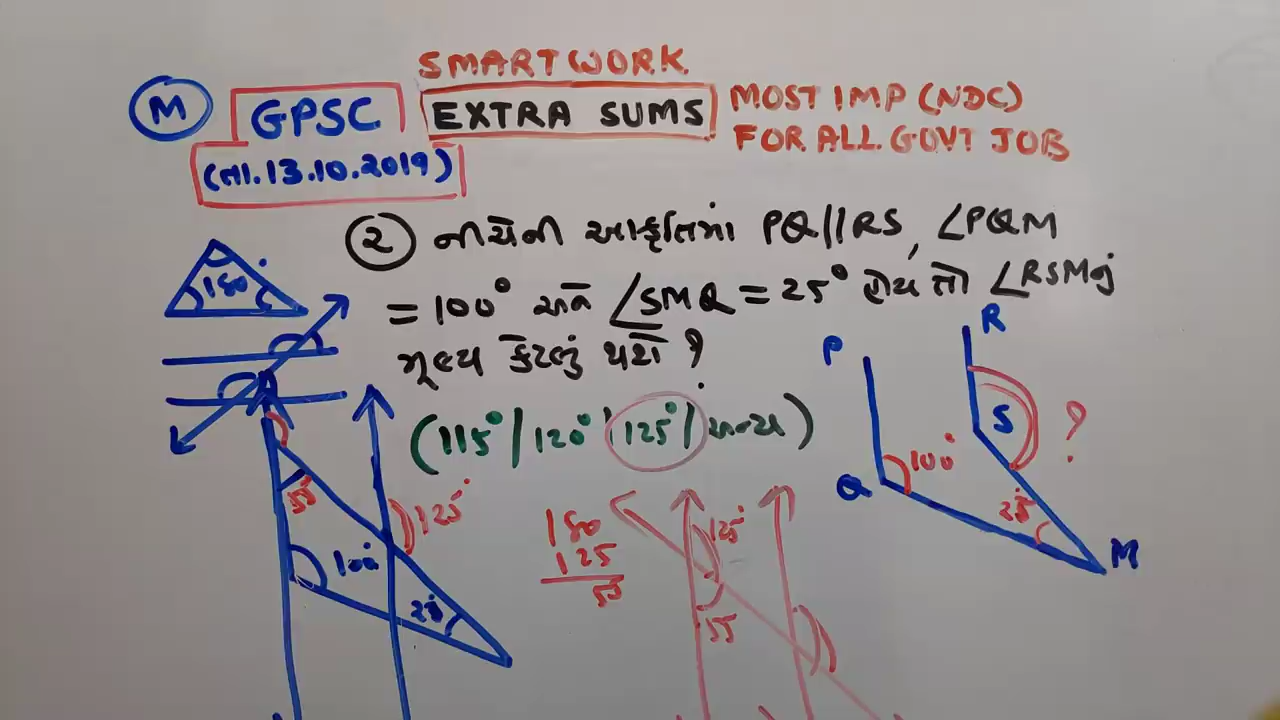 SMART WORK
M GPSC EXTRA SUMS MOST IMP (NDC)
FOR ALL GOVT JOB
(તા.13.10.2019)
૨ નીચેની આકૃતિમાં PQ//RS, ∠PQM
= 100° અને ∠SMQ = 25° હોય તો ∠RSMનું
મૂલ્ય કેટલું થશે ?
(115°/120°/125°/અન્ય)
180°
P
R
S
?
100°
Q
25°
M
55
125°
100°
25°
180
125
55
125°
55